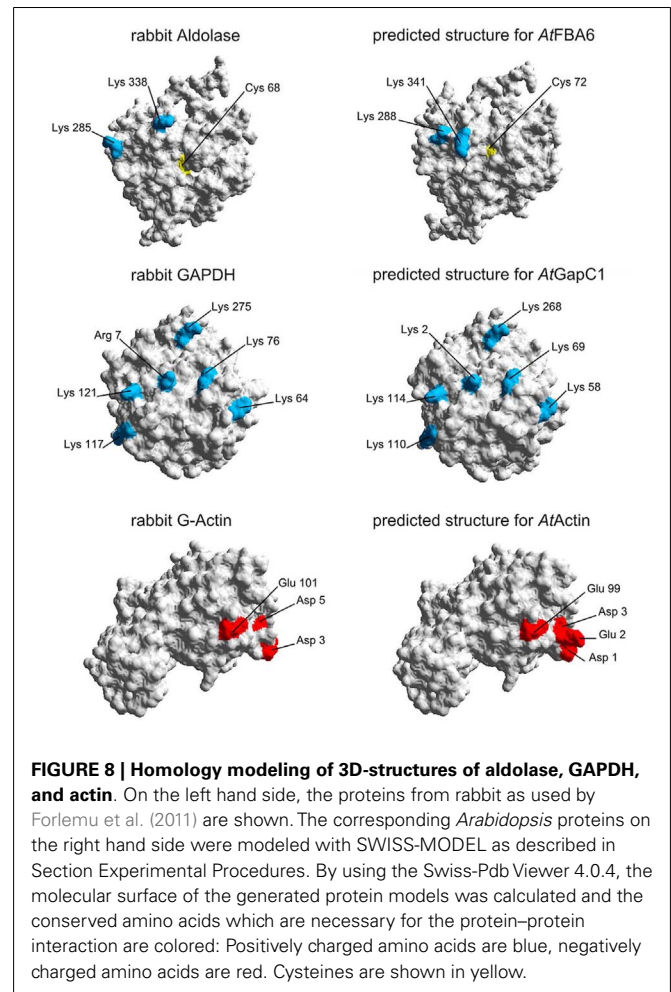 rabbit Aldolase
predicted structure for AtFBA6
Lys 338
Cys 68
Lys 285
Lys 341
Cys 72
Lys 288
rabbit GAPDH
predicted structure for AtGapC1
Lys 275
Arg 7
Lys 76
Lys 121
Lys 64
Lys 117
Lys 268
Lys 2
Lys 69
Lys 58
Lys 114
Lys 110
rabbit G-Actin
predicted structure for AtActin
Glu 101
Asp 5
Asp 3
Glu 99
Asp 3
Glu 2
Asp 1
FIGURE 8 | Homology modeling of 3D-structures of aldolase, GAPDH,
and actin. On the left hand side, the proteins from rabbit as used by
Forlemu et al. (2011) are shown. The corresponding Arabidopsis proteins on
the right hand side were modeled with SWISS-MODEL as described in
Section Experimental Procedures. By using the Swiss-Pdb Viewer 4.0.4, the
molecular surface of the generated protein models was calculated and the
conserved amino acids which are necessary for the protein–protein
interaction are colored: Positively charged amino acids are blue, negatively
charged amino acids are red. Cysteines are shown in yellow.